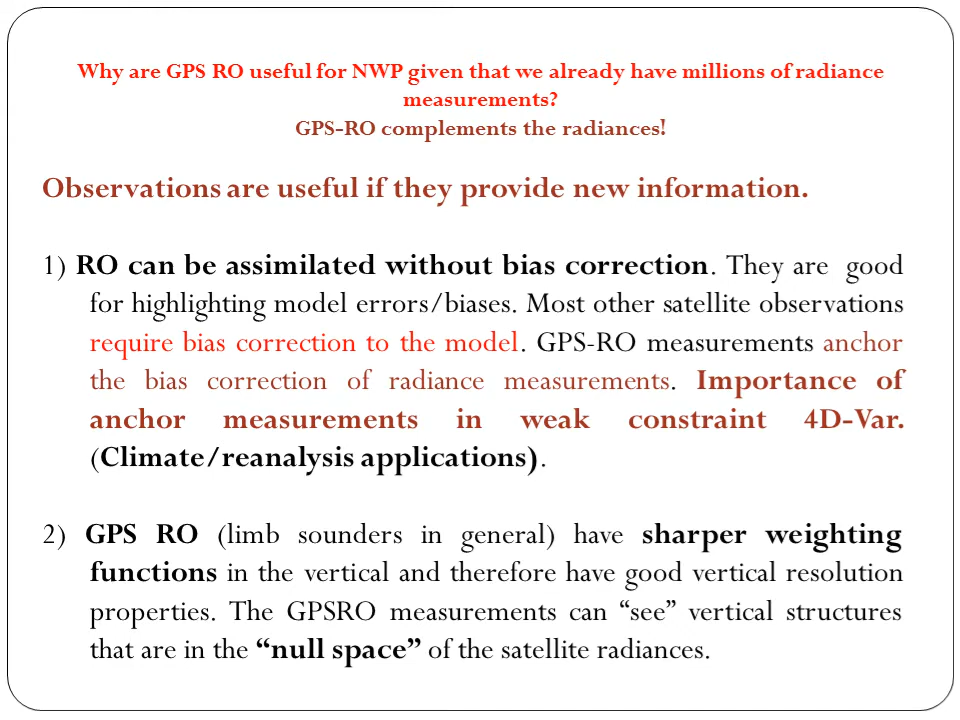 Why are GPS RO useful for NWP given that we already have millions of radiance
measurements?
GPS-RO complements the radiances!
Observations are useful if they provide new information.
1) RO can be assimilated without bias correction. They are good
for highlighting model errors/biases. Most other satellite observations
require bias correction to the model. GPS-RO measurements anchor
the bias correction of radiance measurements. Importance of
anchor measurements in weak constraint 4D-Var.
(Climate/reanalysis applications).
2) GPS RO (limb sounders in general) have sharper weighting
functions in the vertical and therefore have good vertical resolution
properties. The GPSRO measurements can “see” vertical structures
that are in the “null space” of the satellite radiances.